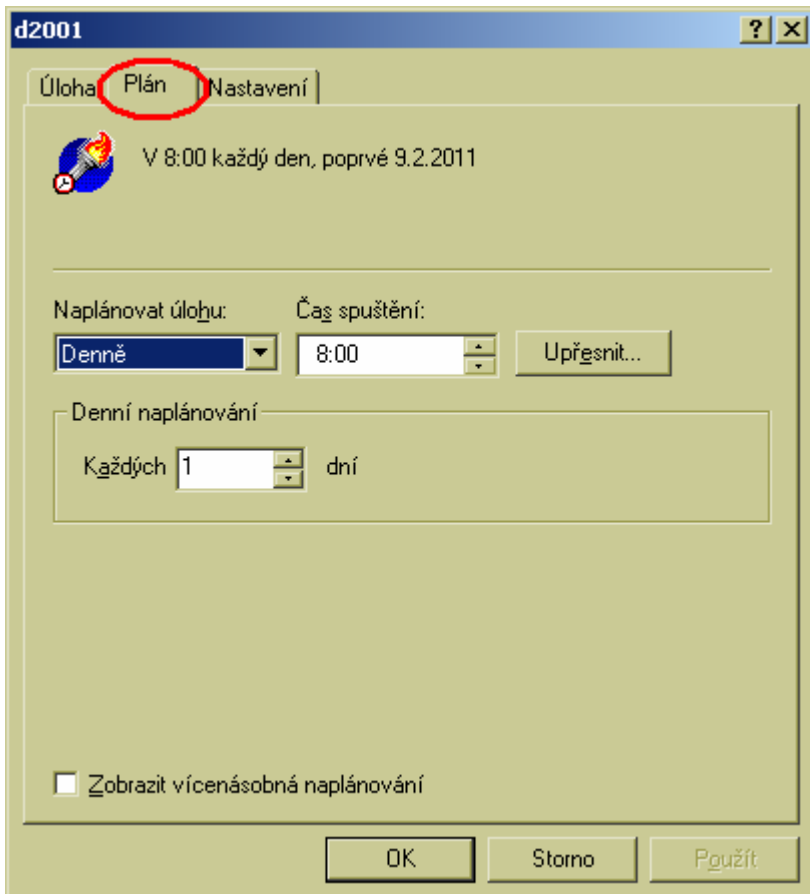 d2001
Úloha Plán Nastavení
V 8:00 každý den, poprvé 9.2.2011
Naplánovat úlohu: Čas spuštění:
Denně 8:00 Upřesnit...
Denní naplánování
Každých 1 dní
Zobrazit vícenásobná naplánování
OK Storno Použít